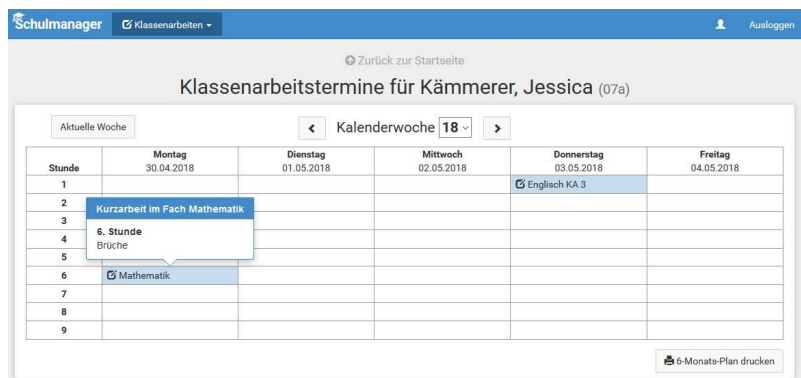 Schulmanager Klassenarbeiten Ausloggen
Zurück zur Startseite
Klassenarbeitstermine für Kämmerer, Jessica (07a)
Aktuelle Woche Kalenderwoche 18
Stunde Montag Dienstag Mittwoch Donnerstag Freitag
30.04.2018 01.05.2018 02.05.2018 03.05.2018 04.05.2018
1 Englisch KA 3
2
Kurzarbeit im Fach Mathematik
3
6. Stunde
4
Brüche
5
6 Mathematik
7
8
9
6-Monats-Plan drucken